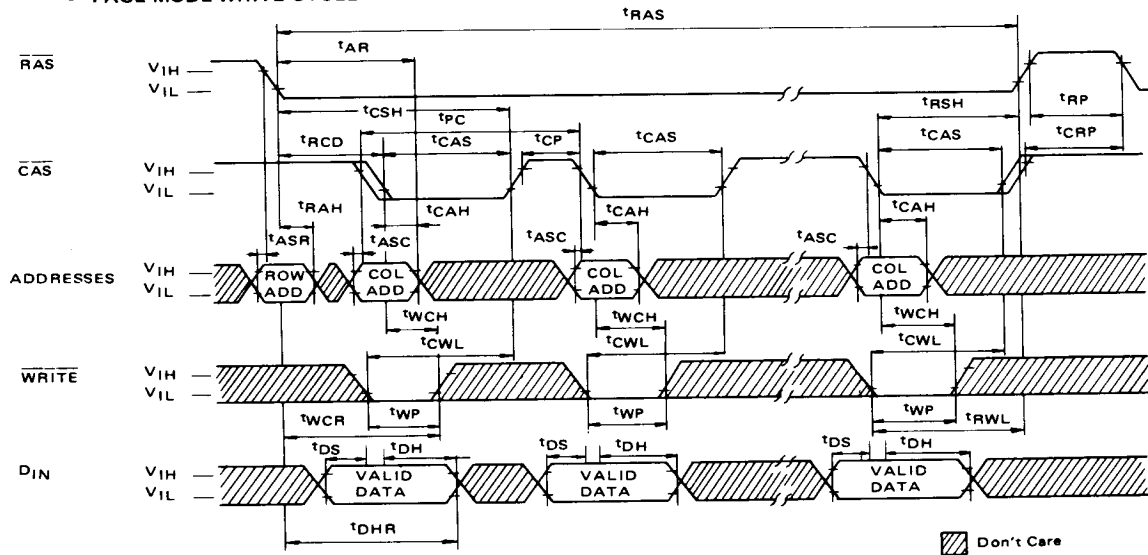 PAGE MODE WRITE CYCLE
tRAS
tAR
RAS
VIH
VIL
tCSH
tRSH
tRP
tPC
tRCD
tCAS
tCP
tCAS
tCAS
tCRP
CAS
VIH
VIL
tRAH
tCAH
tCAH
tCAH
tASR
tASC
tASC
tASC
ADDRESSES
VIH
VIL
ROW ADD
COL ADD
COL ADD
COL ADD
tWCH
tWCH
tWCH
tCWL
tCWL
tCWL
WRITE
VIH
VIL
tWCR
tWP
tWP
tWP
tRWL
tDS
tDH
tDS
tDH
tDS
tDH
DIN
VIH
VIL
VALID DATA
VALID DATA
VALID DATA
tDHR
Don't Care